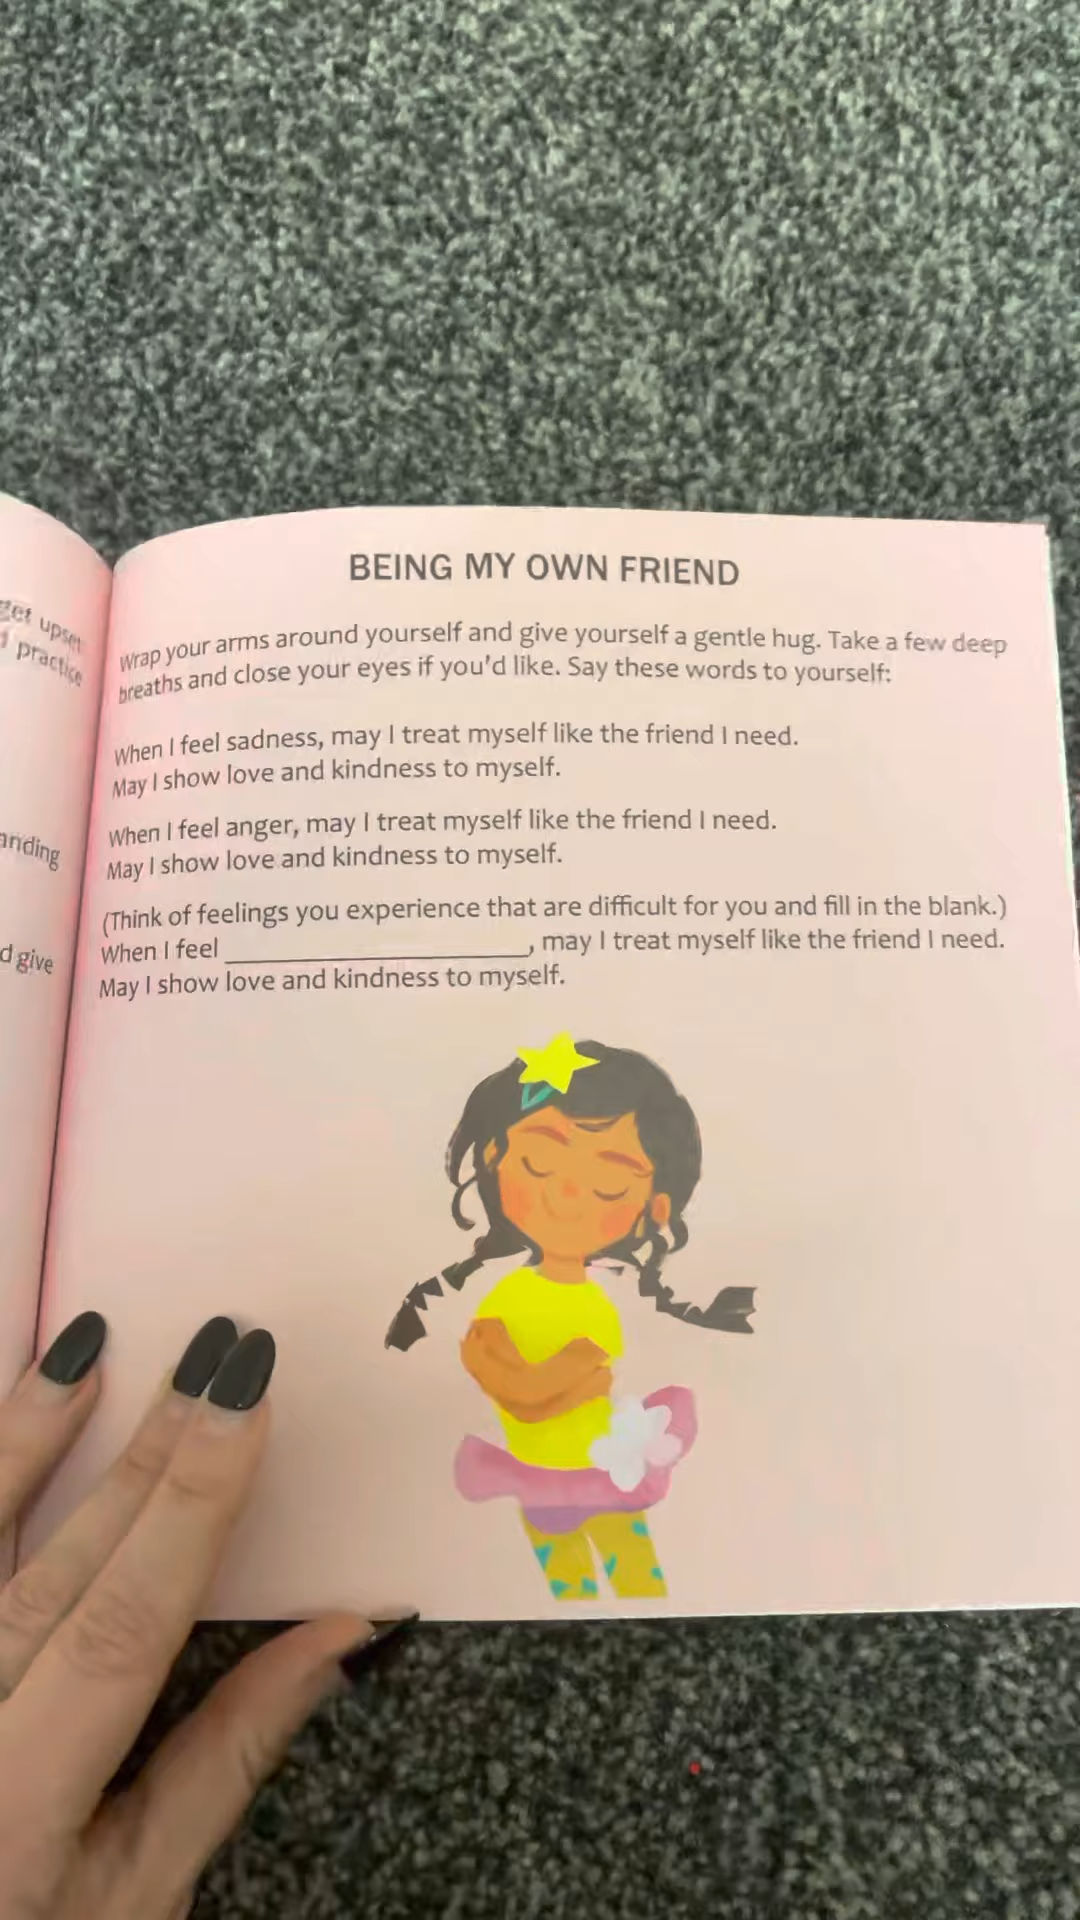 get upset
practice
anding
d give
BEING MY OWN FRIEND
Wrap your arms around yourself and give yourself a gentle hug. Take a few deep
breaths and close your eyes if you'd like. Say these words to yourself:
When I feel sadness, may I treat myself like the friend I need.
May I show love and kindness to myself.
When I feel anger, may I treat myself like the friend I need.
May I show love and kindness to myself.
(Think of feelings you experience that are difficult for you and fill in the blank.)
When I feel ____________________, may I treat myself like the friend I need.
May I show love and kindness to myself.